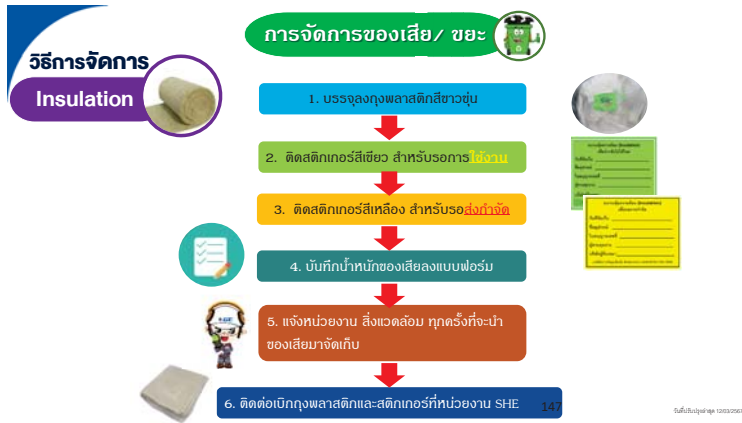 การจัดการของเสีย/ ขยะ
วิธีการจัดการ
Insulation
1. บรรจุลงถุงพลาสติกสีขาวขุ่น
2. ติดสติกเกอร์สีเขียว สำหรับรอการใช้งาน
3. ติดสติกเกอร์สีเหลือง สำหรับรอส่งกำจัด
4. บันทึกน้ำหนักของเสียลงแบบฟอร์ม
5. แจ้งหน่วยงาน สิ่งแวดล้อม ทุกครั้งที่จะนำ
ของเสียมาจัดเก็บ
6. ติดต่อเบิกถุงพลาสติกและสติกเกอร์ที่หน่วยงาน SHE
147